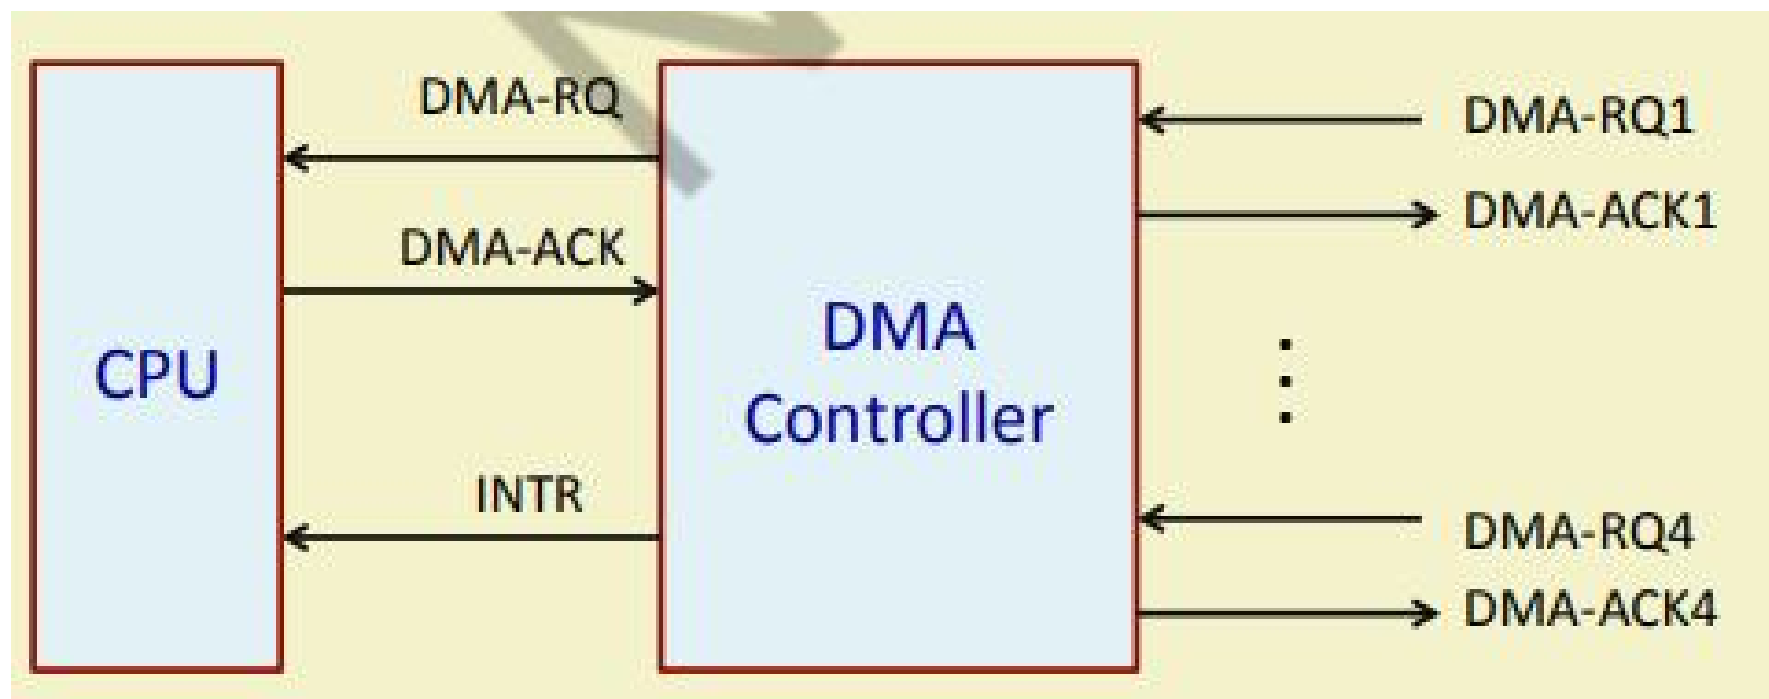 DMA-RQ
DMA-ACK
INTR
CPU
DMA
Controller
DMA-RQ1
DMA-ACK1
DMA-RQ4
DMA-ACK4